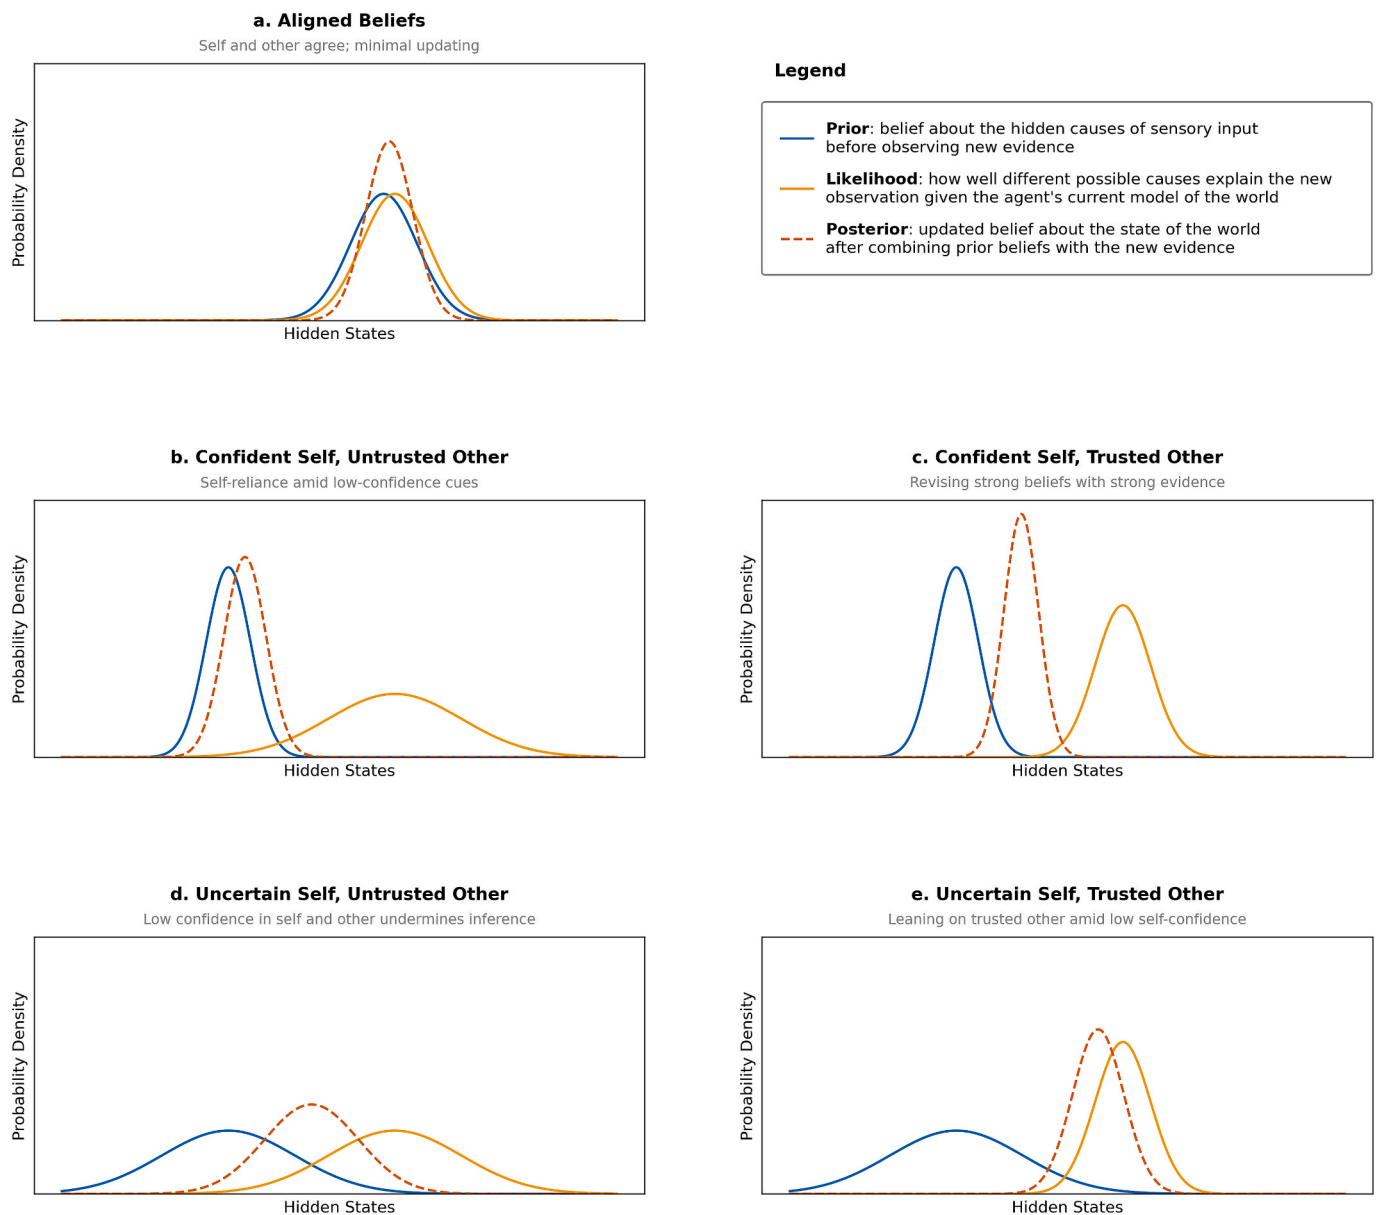 a. Aligned Beliefs
Self and other agree; minimal updating
Probability Density
Hidden States
Legend
Prior: belief about the hidden causes of sensory input
before observing new evidence
Likelihood: how well different possible causes explain the new
observation given the agent's current model of the world
Posterior: updated belief about the state of the world
after combining prior beliefs with the new evidence
b. Confident Self, Untrusted Other
Self-reliance amid low-confidence cues
Probability Density
Hidden States
c. Confident Self, Trusted Other
Revising strong beliefs with strong evidence
Probability Density
Hidden States
d. Uncertain Self, Untrusted Other
Low confidence in self and other undermines inference
Probability Density
Hidden States
e. Uncertain Self, Trusted Other
Leaning on trusted other amid low self-confidence
Probability Density
Hidden States